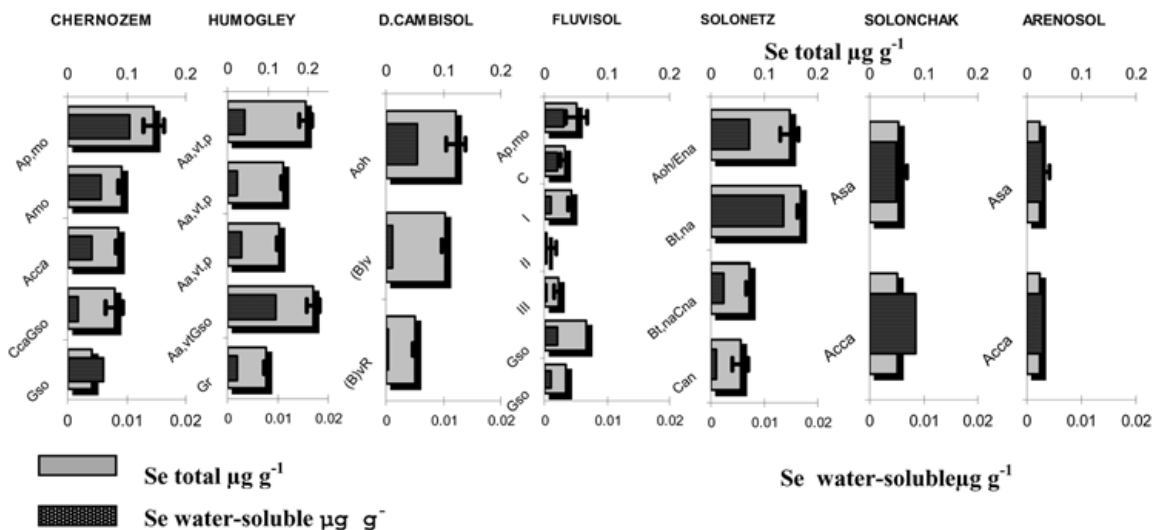 CHERNOZEM HUMOGLEY D.CAMBISOL FLUVISOL SOLONETZ SOLONCHAK ARENOSOL
Se total µg g-1
0 0.1 0.2 0 0.1 0.2 0 0.1 0.2 0 0.1 0.2 0 0.1 0.2 0 0.1 0.2 0 0.1 0.2
Ap,mo
Amo
Acca
CcaGso
Gso
Aa,vt,p
Aa,vt,p
Aa,vt,p
Aa,vtGso
Gr
Aoh
(B)v
(B)vR
Ap,mo
C
I
II
III
Gso
Gso
Aoh/Ena
Bt,na
Bt,naCna
Can
Asa
Acca
Asa
Acca
0 0.01 0.02 0 0.01 0.02 0 0.01 0.02 0 0.01 0.02 0 0.01 0.02 0 0.01 0.02 0 0.01 0.02
Se total µg g-1
Se water-solubleµg g-1
Se water-soluble µg g-